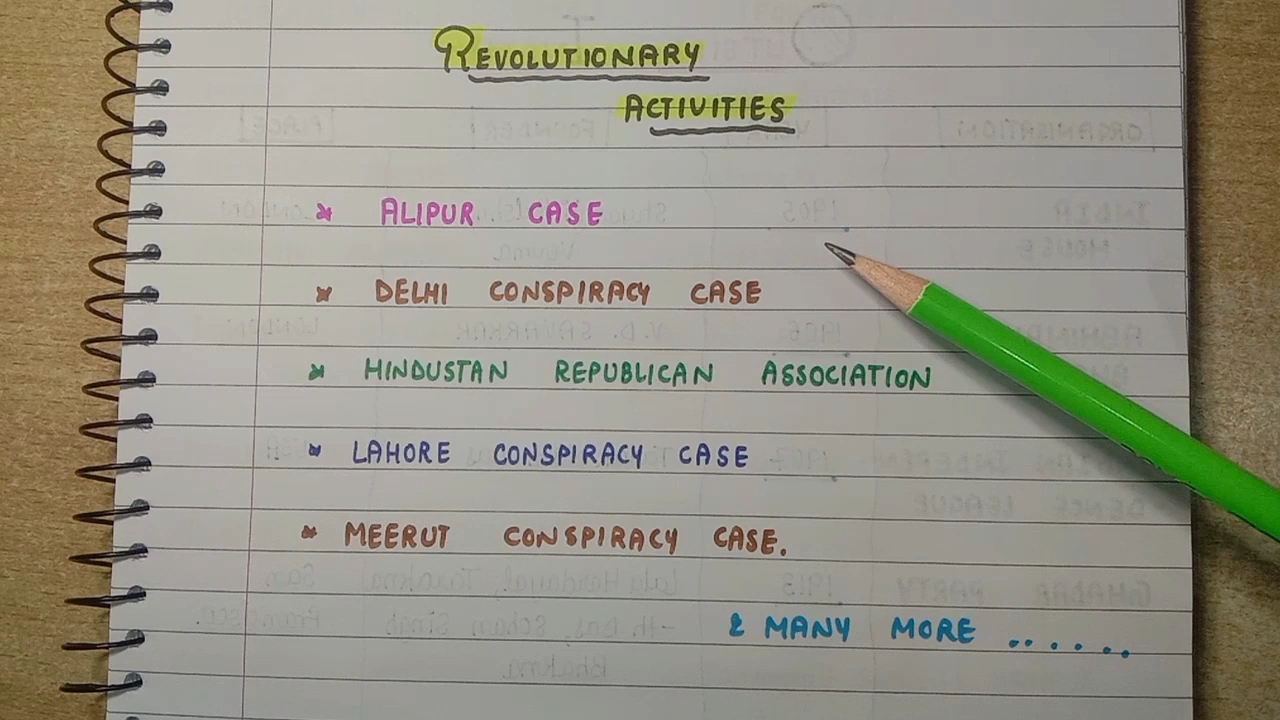 REVOLUTIONARY
ACTIVITIES
* ALIPUR CASE
* DELHI CONSPIRACY CASE
* HINDUSTAN REPUBLICAN ASSOCIATION
* LAHORE CONSPIRACY CASE
* MEERUT CONSPIRACY CASE.
& MANY MORE ......